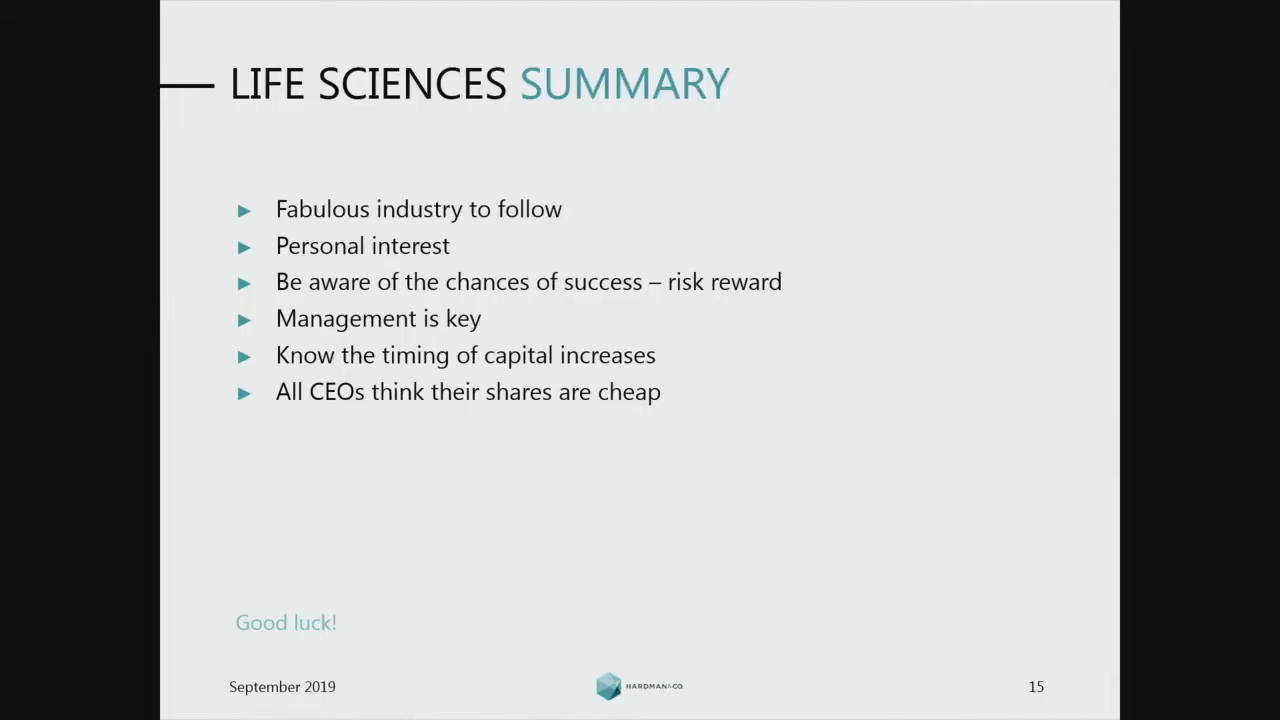 LIFE SCIENCES SUMMARY
► Fabulous industry to follow
► Personal interest
► Be aware of the chances of success – risk reward
► Management is key
► Know the timing of capital increases
► All CEOs think their shares are cheap
Good luck!
September 2019
HARDMAN&CO.
15